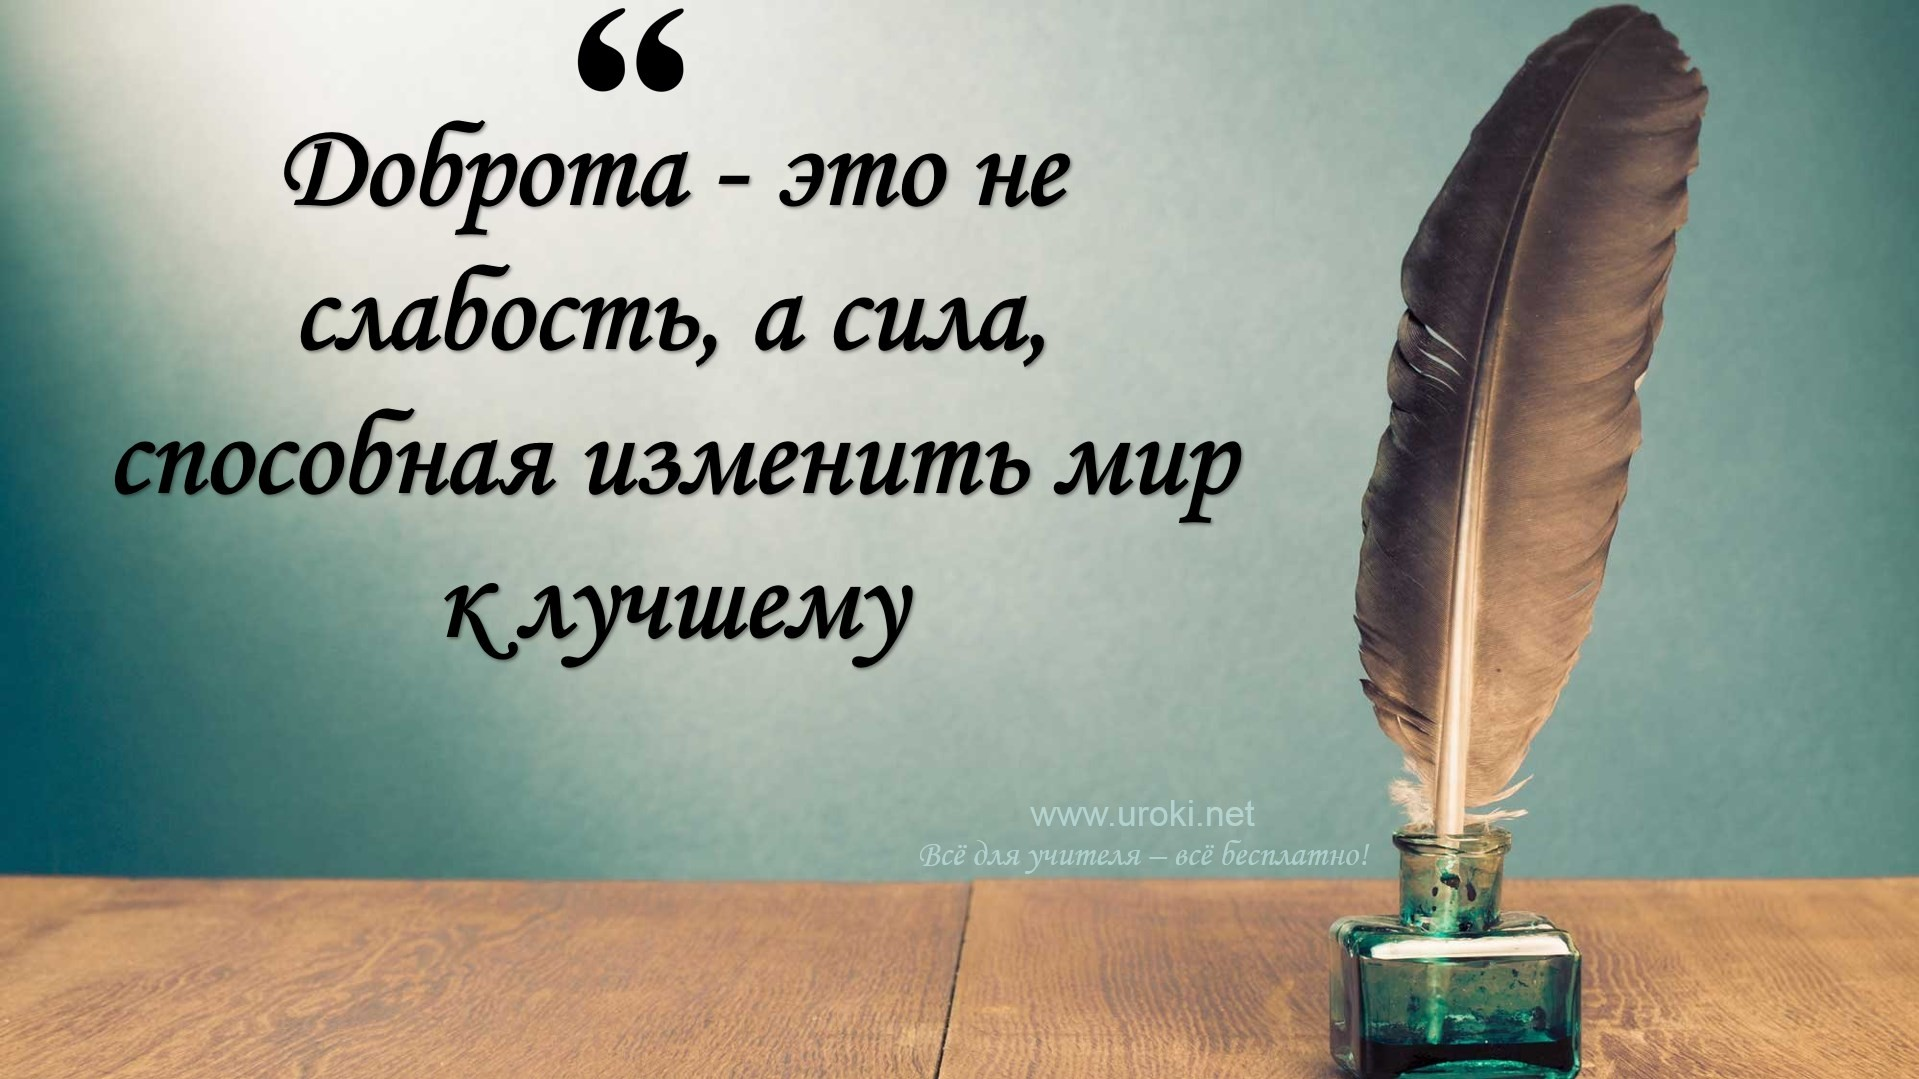 “
Доброта - это не
слабость, а сила,
способная изменить мир
к лучшему
www.uroki.net
Всё для учителя – всё бесплатно!